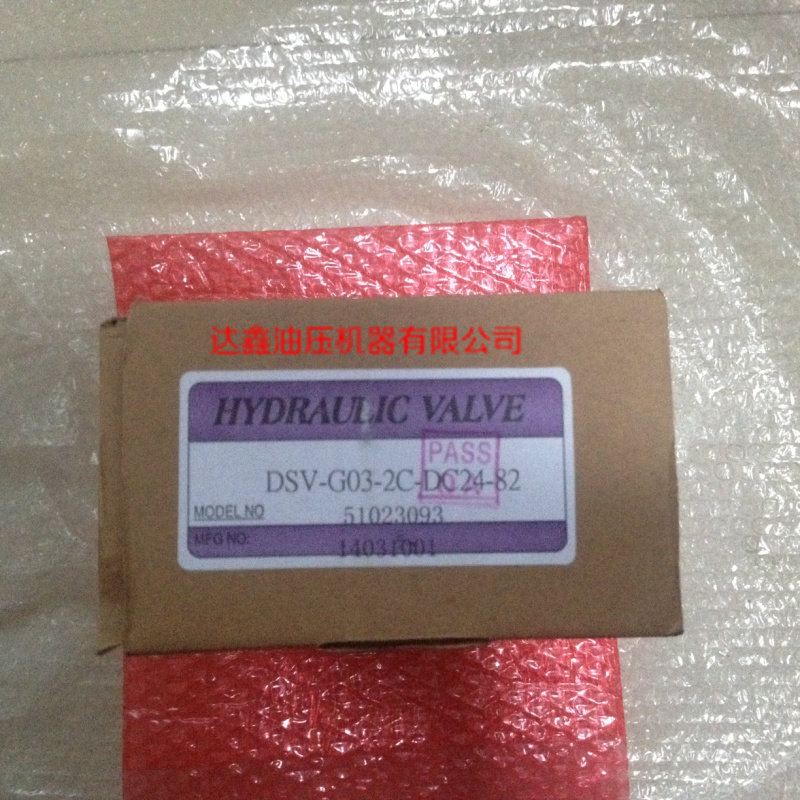 达鑫油压机器有限公司
HYDRAULIC VALVE
PASS
DSV-G03-2C-DC24-82
MODEL NO 51023093
MFG NO: 14031001